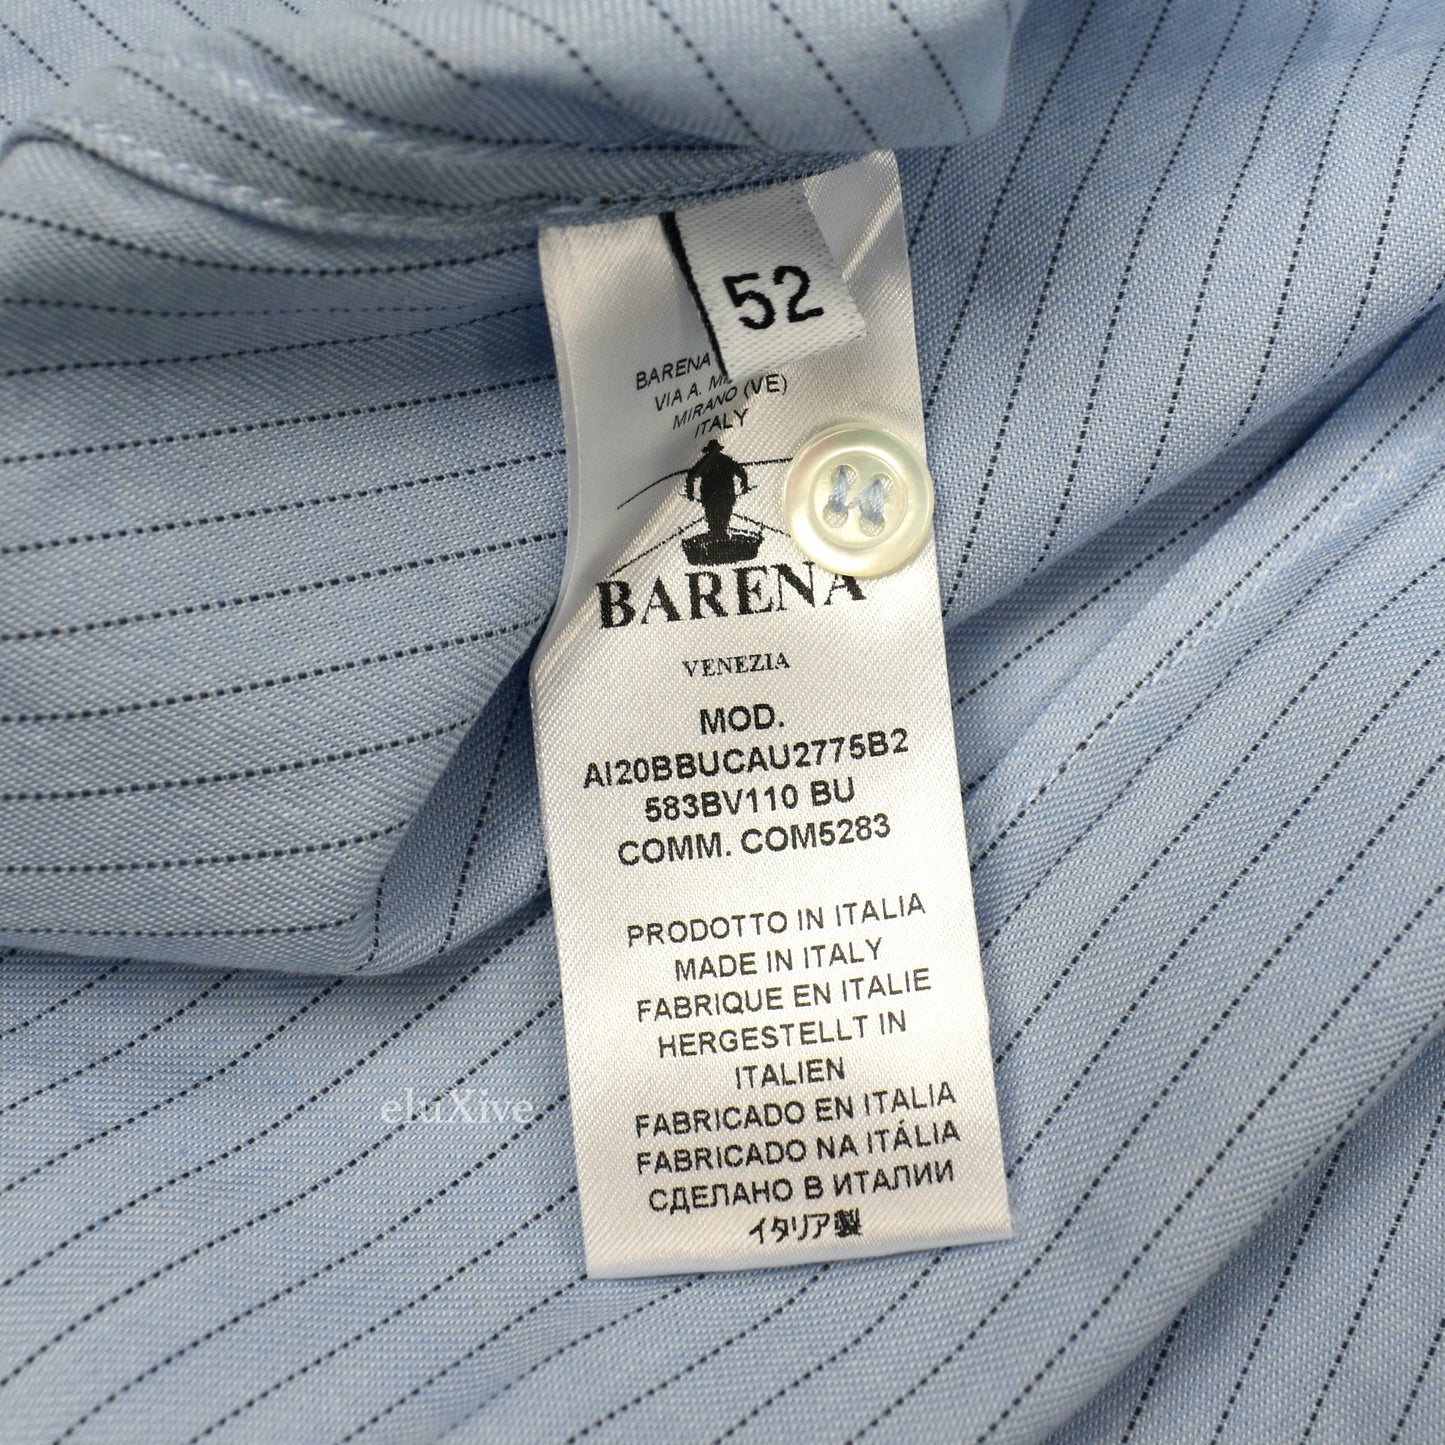 52
BARENA
VIA A. (VE)
MIRANO
ITALY
BARENA
VENEZIA
MOD.
AI20BBUCAU2775B2
583BV110 BU
COMM. COM5283
PRODOTTO IN ITALIA
MADE IN ITALY
FABRIQUE EN ITALIE
HERGESTELLT IN
ITALIEN
FABRICADO EN ITALIA
FABRICADO NA ITÁLIA
СДЕЛАНО В ИТАЛИИ
イタリア製
eluXive